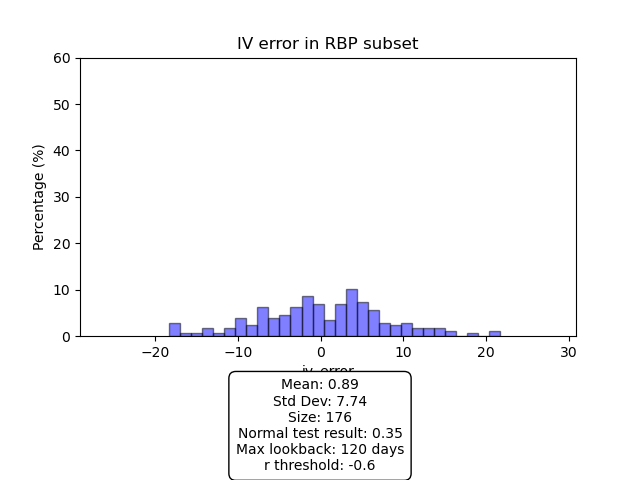 IV error in RBP subset
60
50
40
30
20
10
0
Percentage (%)
−20
−10
0
10
20
30
iv_error
Mean: 0.89
Std Dev: 7.74
Size: 176
Normal test result: 0.35
Max lookback: 120 days
r threshold: -0.6